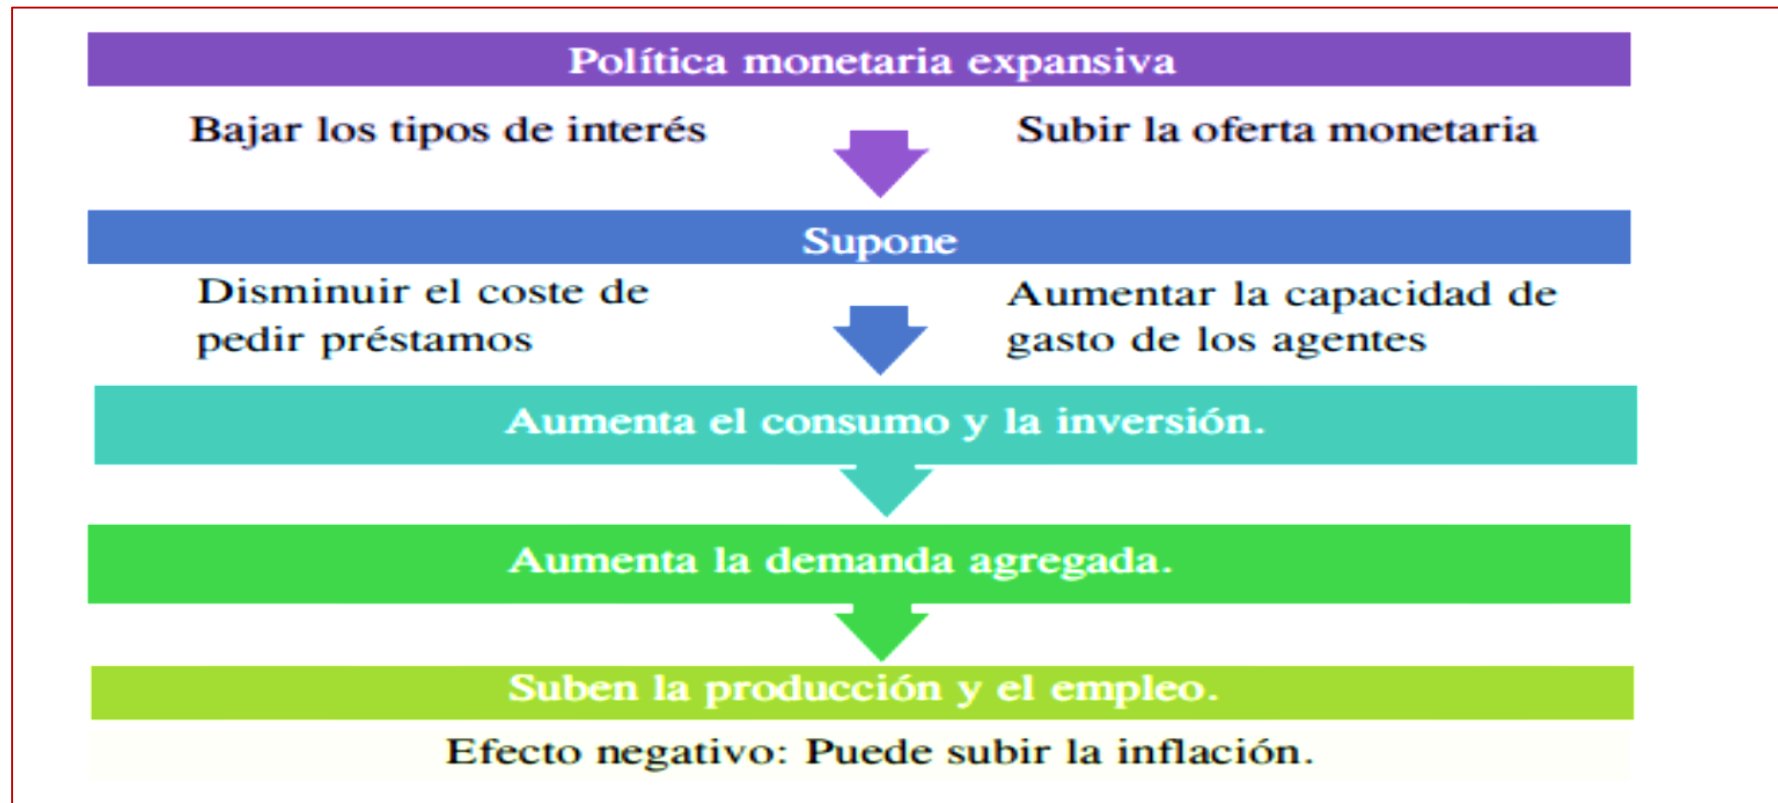 Política monetaria expansiva
Bajar los tipos de interés
Subir la oferta monetaria
Supone
Disminuir el coste de
pedir préstamos
Aumentar la capacidad de
gasto de los agentes
Aumenta el consumo y la inversión.
Aumenta la demanda agregada.
Suben la producción y el empleo.
Efecto negativo: Puede subir la inflación.